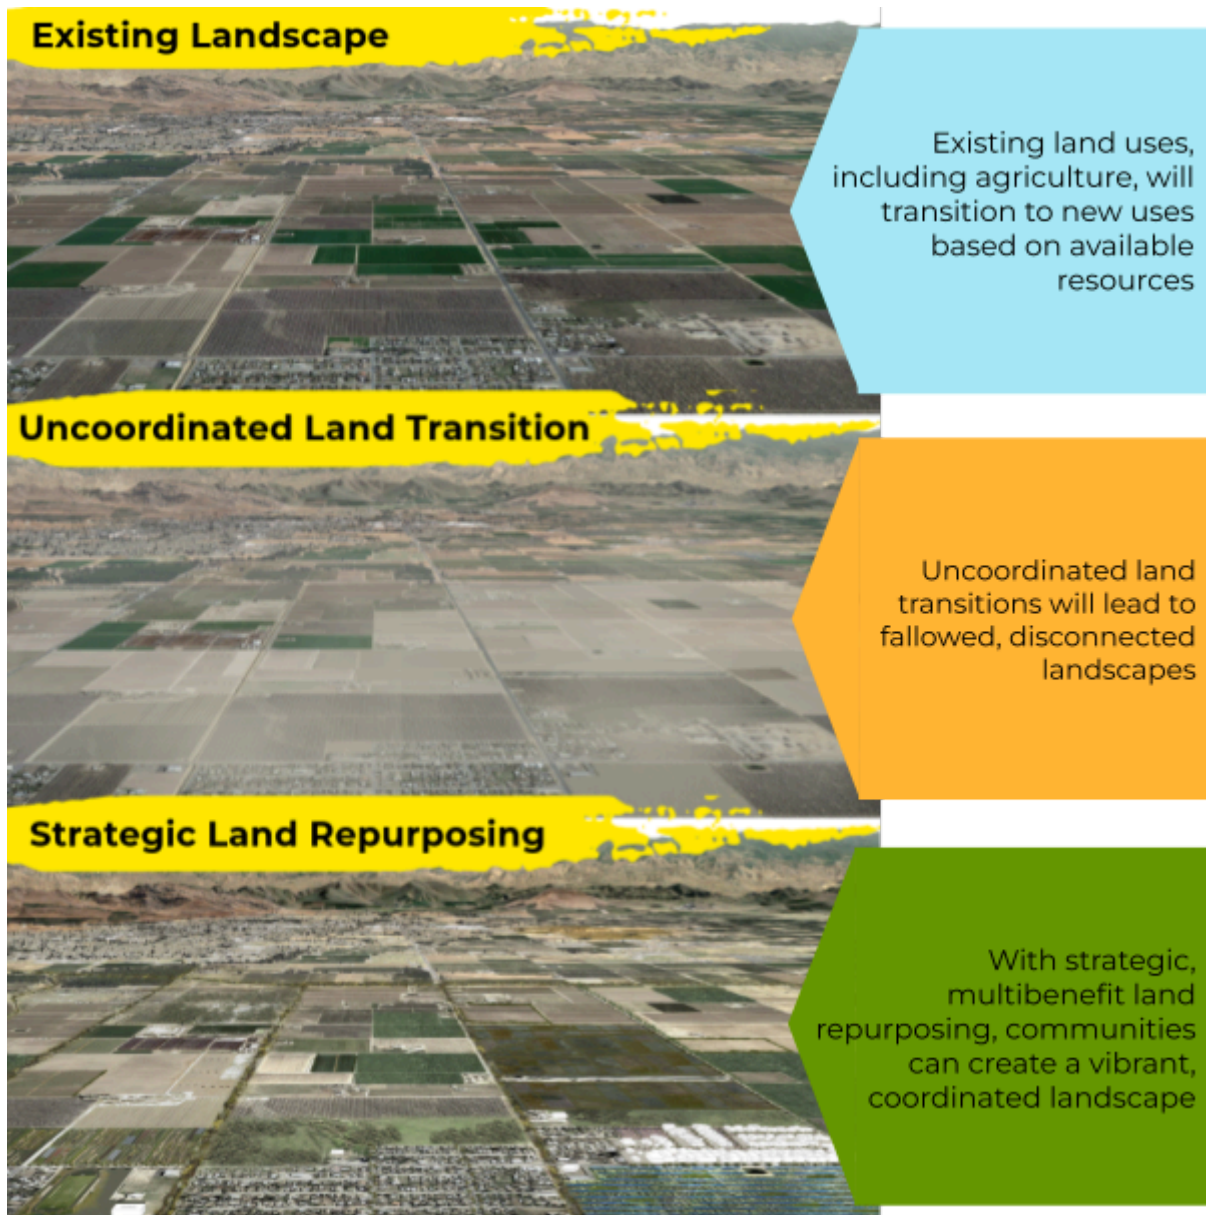 Existing Landscape
Existing land uses,
including agriculture, will
transition to new uses
based on available
resources
Uncoordinated Land Transition
Uncoordinated land
transitions will lead to
fallowed, disconnected
landscapes
Strategic Land Repurposing
With strategic,
multibenefit land
repurposing, communities
can create a vibrant,
coordinated landscape